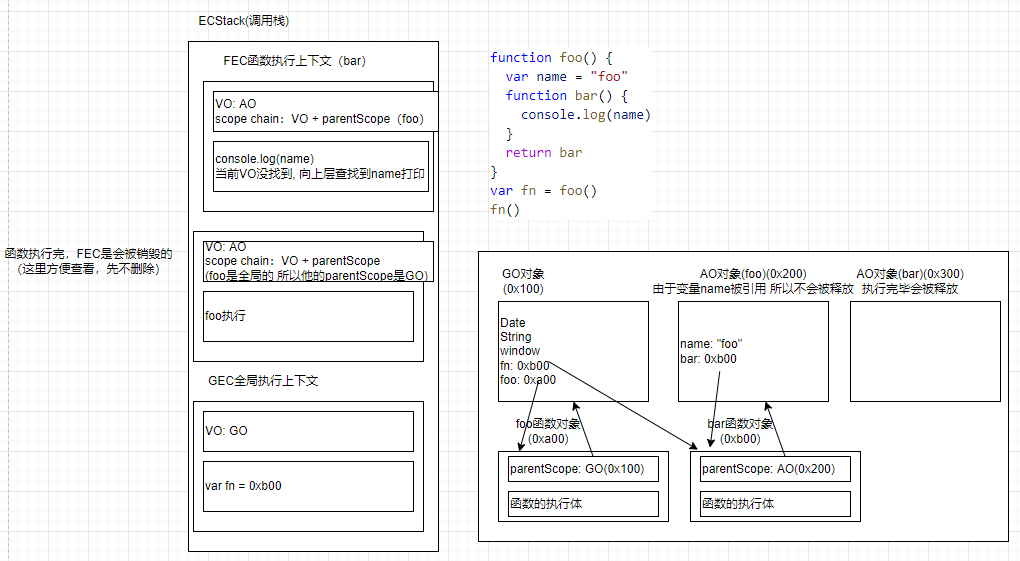 ECStack(调用栈)
FEC函数执行上下文（bar）
VO: AO
scope chain：VO + parentScope（foo）
console.log(name)
当前VO没找到, 向上层查找到name打印
函数执行完，FEC是会被销毁的
（这里方便查看，先不删除）
VO: AO
scope chain：VO + parentScope
(foo是全局的 所以他的parentScope是GO)
foo执行
GEC全局执行上下文
VO: GO
var fn = 0xb00
function foo() {
var name = "foo"
function bar() {
console.log(name)
}
return bar
}
var fn = foo()
fn()
GO对象
(0x100)
Date
String
window
fn: 0xb00
foo: 0xa00
AO对象(foo)(0x200)
由于变量name被引用 所以不会被释放
name: "foo"
bar: 0xb00
AO对象(bar)(0x300)
执行完毕会被释放
foo函数对象
(0xa00)
parentScope: GO(0x100)
函数的执行体
bar函数对象
(0xb00)
parentScope: AO(0x200)
函数的执行体